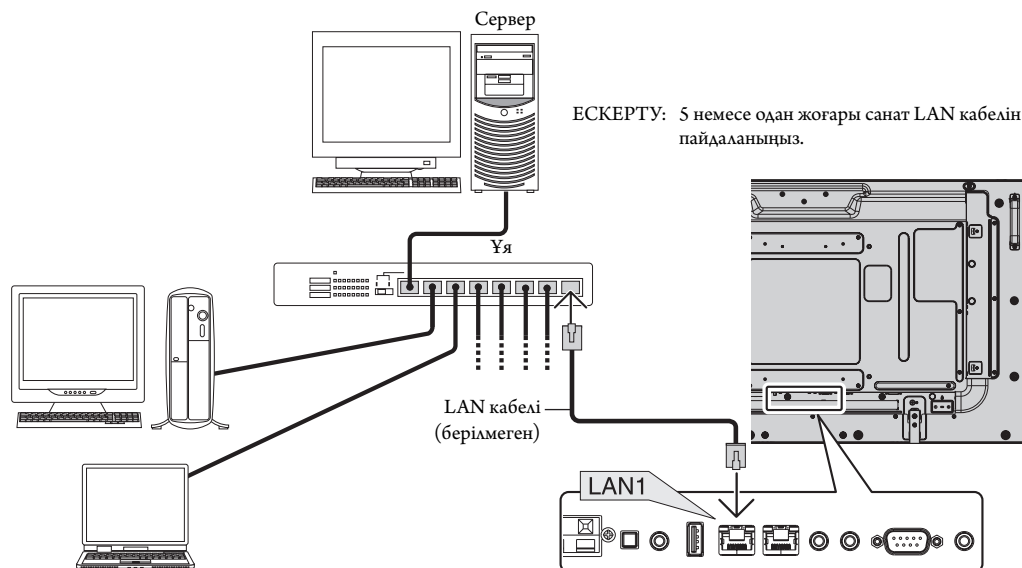 Сервер
ЕСКЕРТУ: 5 немесе одан жоғары санат LAN кабелін
пайдаланыңыз.
Ұя
LAN кабелі
(берілмеген)
LAN1